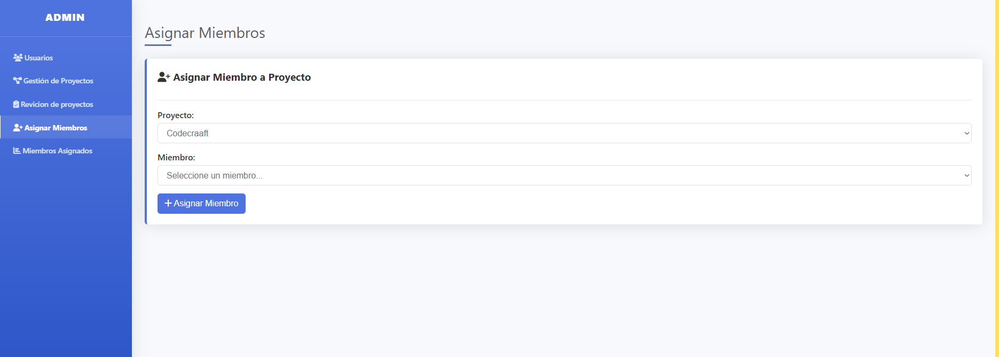 ADMIN
Usuarios
Gestión de Proyectos
Revicion de proyectos
Asignar Miembros
Miembros Asignados
Asignar Miembros
Asignar Miembro a Proyecto
Proyecto:
Codecraaft
Miembro:
Seleccione un miembro...
Asignar Miembro